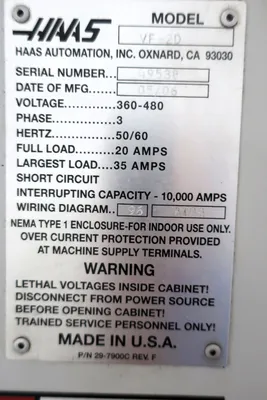 HAAS MODEL
VF-2D
HAAS AUTOMATION, INC. OXNARD, CA 93030
SERIAL NUMBER...
DATE OF MFG.....
VOLTAGE...........360-480
PHASE...............3
HERTZ...............50/60
FULL LOAD.........20 AMPS
LARGEST LOAD...35 AMPS
SHORT CIRCUIT
INTERRUPTING CAPACITY - 10,000 AMPS
WIRING DIAGRAM..
NEMA TYPE 1 ENCLOSURE-FOR INDOOR USE ONLY.
OVER CURRENT PROTECTION PROVIDED
AT MACHINE SUPPLY TERMINALS.
WARNING
LETHAL VOLTAGES INSIDE CABINET!
DISCONNECT FROM POWER SOURCE
BEFORE OPENING CABINET!
TRAINED SERVICE PERSONNEL ONLY!
MADE IN U.S.A.
P/N 29-7900C REV. F